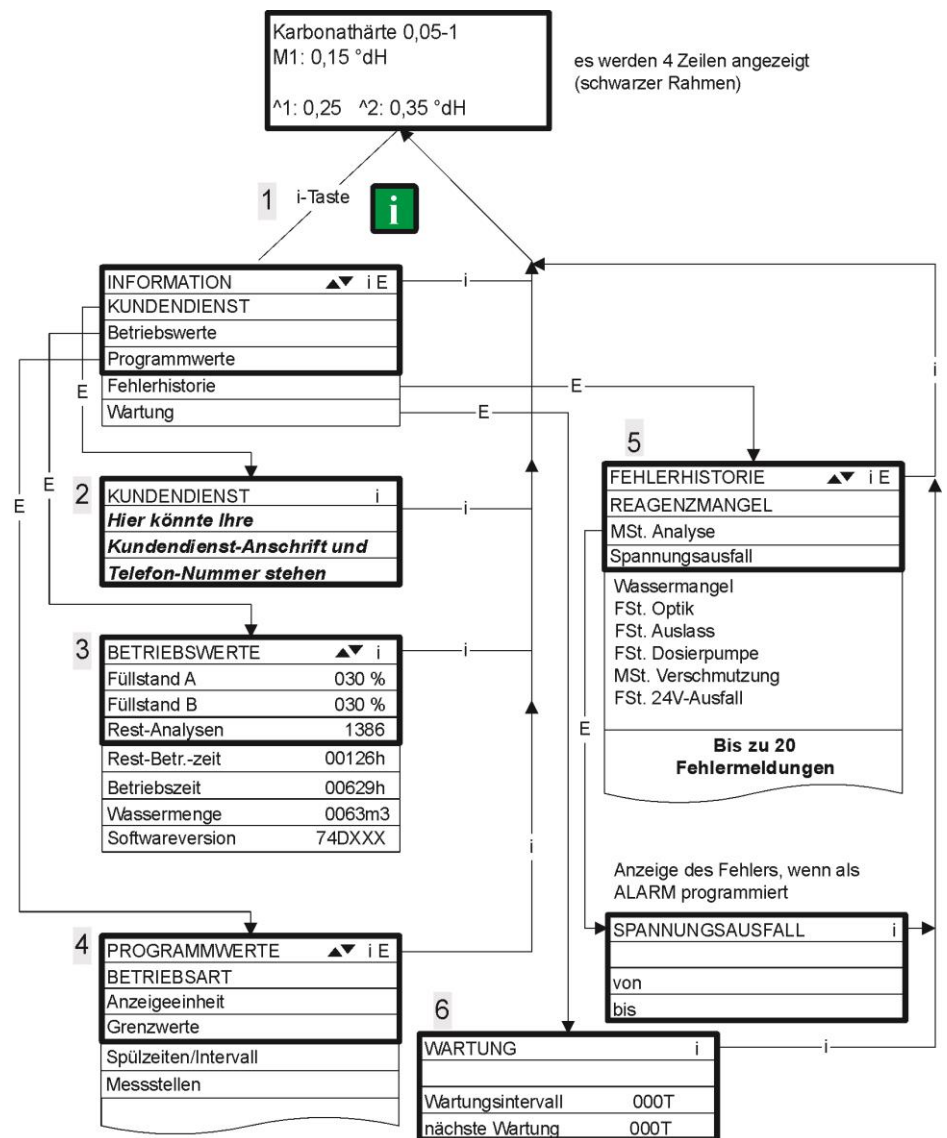 Karbonathärte 0,05-1
M1: 0,15 °dH
^1: 0,25 ^2: 0,35 °dH
es werden 4 Zeilen angezeigt
(schwarzer Rahmen)
1 i-Taste
i
INFORMATION ▲▼ i E
KUNDENDIENST
Betriebswerte
Programmwerte
Fehlerhistorie
Wartung
i
E
E
E
E
E
i
2
KUNDENDIENST i
Hier könnte Ihre
Kundendienst-Anschrift und
Telefon-Nummer stehen
i
3
BETRIEBSWERTE ▲▼ i
Füllstand A 030 %
Füllstand B 030 %
Rest-Analysen 1386
Rest-Betr.-zeit 00126h
Betriebszeit 00629h
Wassermenge 0063m3
Softwareversion 74DXXX
i
i
4
PROGRAMMWERTE ▲▼ i E
BETRIEBSART
Anzeigeeinheit
Grenzwerte
Spülzeiten/Intervall
Messstellen
5
FEHLERHISTORIE ▲▼ i E
REAGENZMANGEL
MSt. Analyse
Spannungsausfall
Wassermangel
FSt. Optik
FSt. Auslass
FSt. Dosierpumpe
MSt. Verschmutzung
FSt. 24V-Ausfall
Bis zu 20
Fehlermeldungen
i
E
Anzeige des Fehlers, wenn als
ALARM programmiert
SPANNUNGSAUSFALL i
von
bis
6
WARTUNG i
Wartungsintervall 000T
nächste Wartung 000T